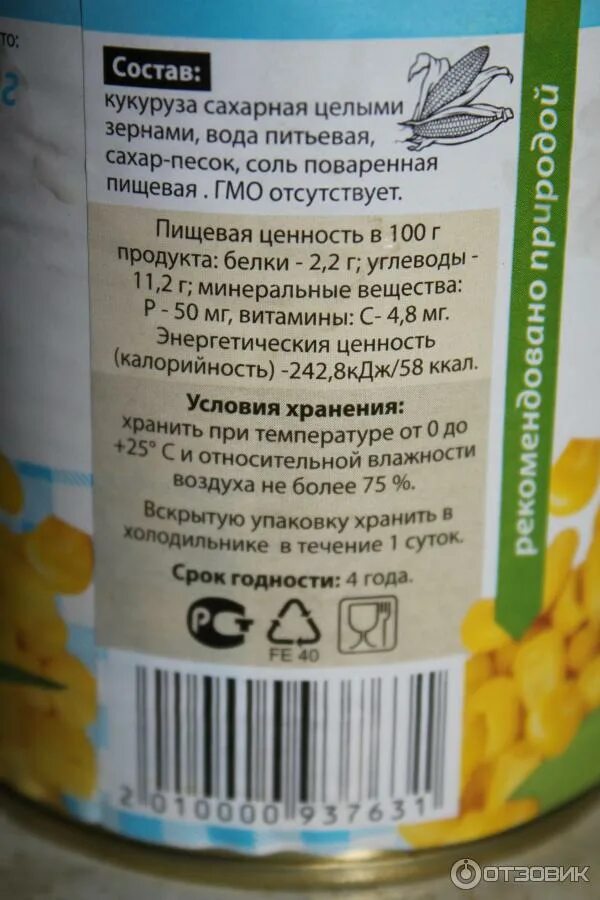 то:
Состав:
кукуруза сахарная целыми
зернами, вода питьевая,
сахар-песок, соль поваренная
пищевая . ГМО отсутствует.
Пищевая ценность в 100 г
продукта: белки - 2,2 г; углеводы -
11,2 г; минеральные вещества:
Р - 50 мг, витамины: С- 4,8 мг.
Энергетическия ценность
(калорийность) -242,8кДж/58 ккал.
Условия хранения:
хранить при температуре от 0 до
+25° С и относительной влажности
воздуха не более 75 %.
Вскрытую упаковку хранить в
холодильнике в течение 1 суток.
Срок годности: 4 года.
РСТ
FE 40
2 010000 937631
рекомендовано природой
ОТЗОВИК